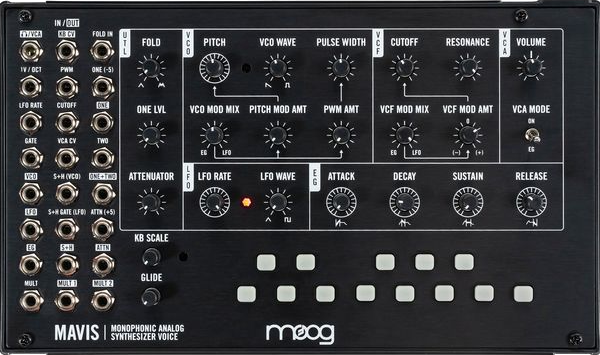 IN / OUT
/VCA KB CV FOLD IN
1V / OCT PWM ONE (-5)
LFO RATE CUTOFF ONE
GATE VCA CV TWO
VCO S+H (VCO) ONE+TWO
LFO S+H GATE (LFO) ATTN (+5)
EG S+H ATTN
MULT MULT 1 MULT 2
UTL
FOLD
ONE LVL
ATTENUATOR
KB SCALE
GLIDE
VCO
PITCH VCO WAVE PULSE WIDTH
VCO MOD MIX PITCH MOD AMT PWM AMT
EG LFO
VCF
CUTOFF RESONANCE
VCF MOD MIX VCF MOD AMT
0
EG LFO (−) (+)
VCA
VOLUME
VCA MODE
ON
EG
LFO
LFO RATE LFO WAVE
EG
ATTACK DECAY SUSTAIN RELEASE
MAVIS MONOPHONIC ANALOG
SYNTHESIZER VOICE
moog